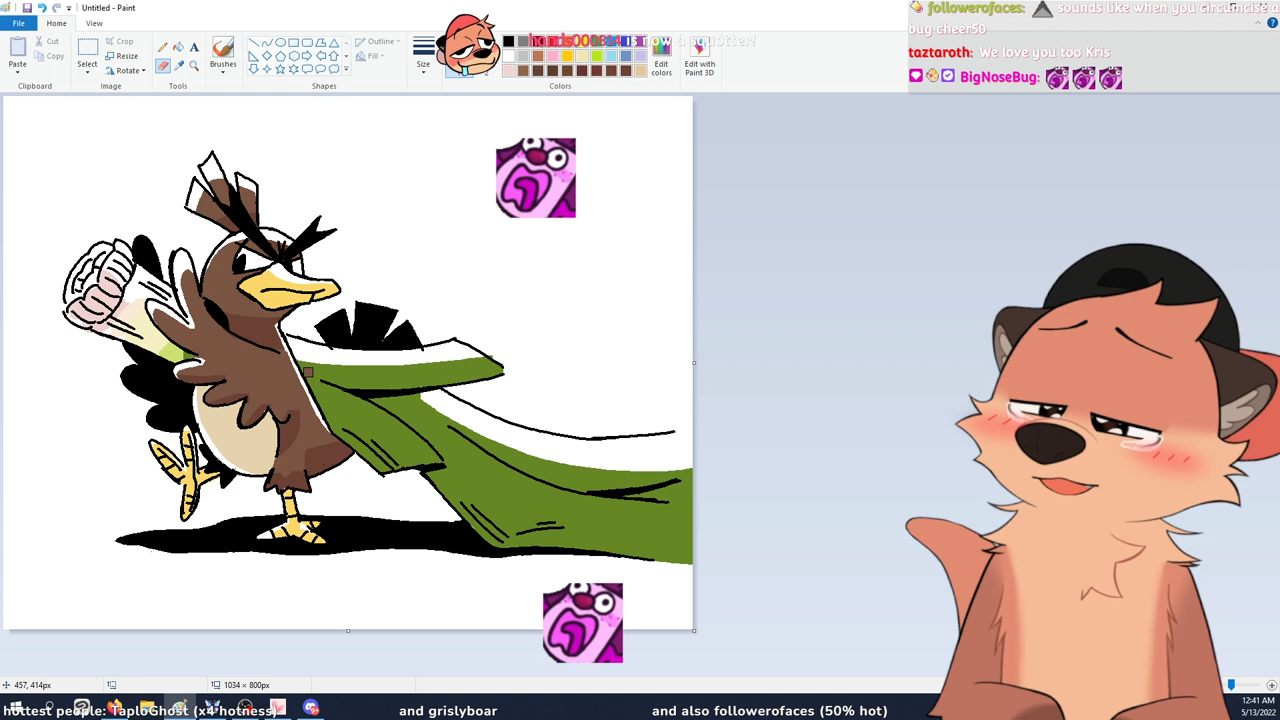 Untitled - Paint
File
Home
View
Paste
Cut
Copy
Clipboard
Select
Crop
Resize
Rotate
Image
A
Tools
Brushes
Outline
Fill
Shapes
Size
Colors
Edit colors
Edit with Paint 3D
followerofaces: sounds like when you circumcise a
bug cheer50
taztaroth: We love you too Kris
BigNoseBug:
457, 414px
1034 × 800px
12:41 AM
5/13/2022
hottest people: TaploGhost (x4 hotness)
and grislyboar
and also followerofaces (50% hot)